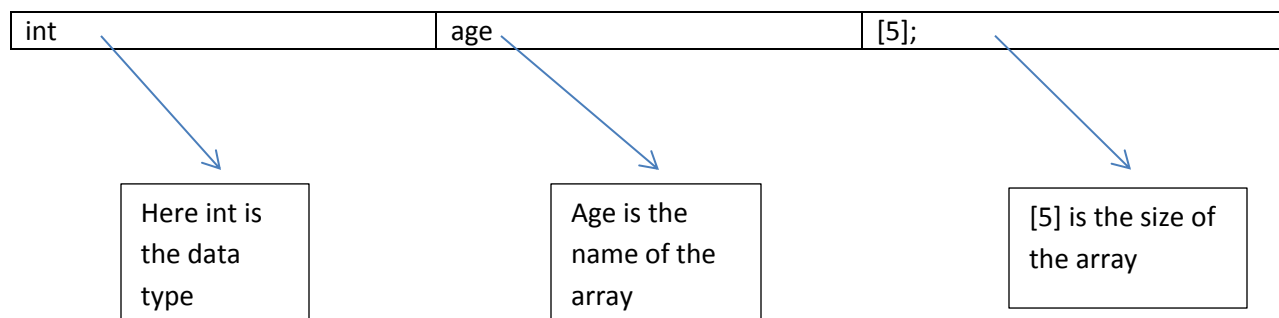 int age [5];
Here int is
the data
type
Age is the
name of the
array
[5] is the size of
the array